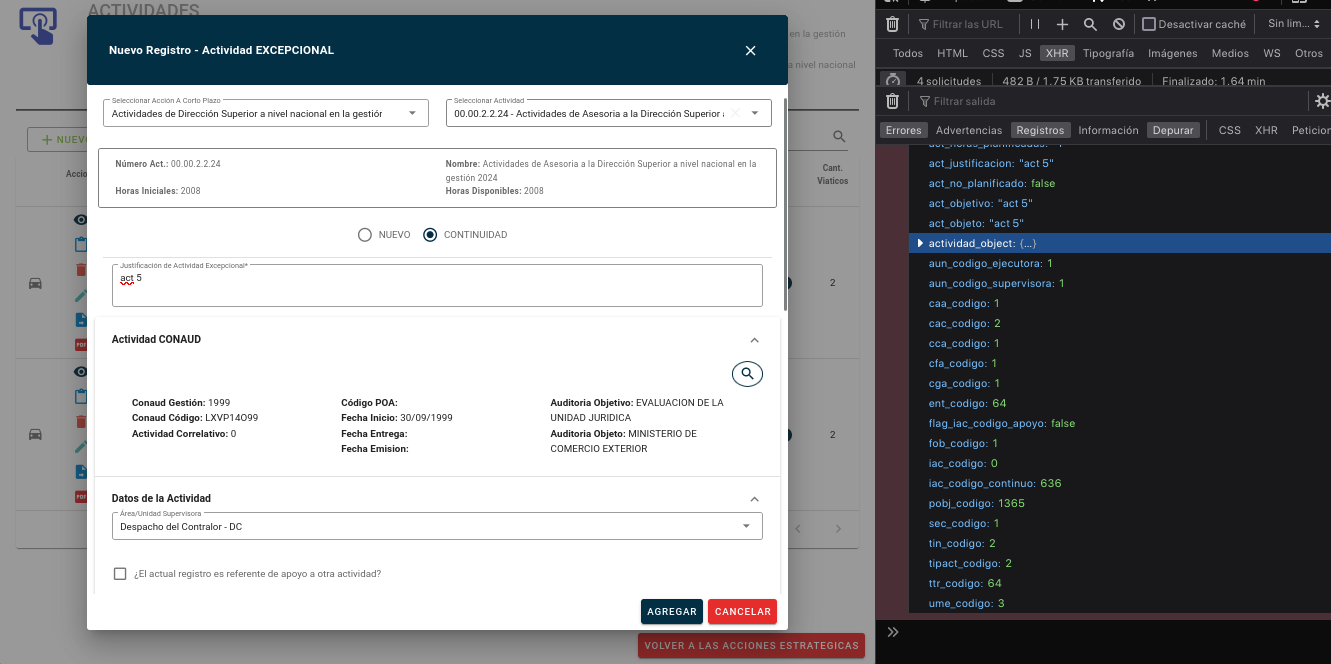 ACTIVIDADES
en la gestión
a nivel nacional
NUEV
Acció
Cant.
Viaticos
2
2
Nuevo Registro - Actividad EXCEPCIONAL
Seleccionar Acción A Corto Plazo
Actividades de Dirección Superior a nivel nacional en la gestiór
Seleccionar Actividad
00.00.2.2.24 - Actividades de Asesoria a la Dirección Superior
Número Act.: 00.00.2.2.24
Nombre: Actividades de Asesoria a la Dirección Superior a nivel nacional en la
gestión 2024
Horas Iniciales: 2008
Horas Disponibles: 2008
NUEVO
CONTINUIDAD
Justificación de Actividad Excepcional*
act 5
Actividad CONAUD
Conaud Gestión: 1999
Conaud Código: LXVP14O99
Actividad Correlativo: 0
Código POA:
Fecha Inicio: 30/09/1999
Fecha Entrega:
Fecha Emision:
Auditoria Objetivo: EVALUACION DE LA
UNIDAD JURIDICA
Auditoria Objeto: MINISTERIO DE
COMERCIO EXTERIOR
Datos de la Actividad
Área/Unidad Supervisora
Despacho del Contralor - DC
¿El actual registro es referente de apoyo a otra actividad?
AGREGAR
CANCELAR
VOLVER A LAS ACCIONES ESTRATEGICAS
Filtrar las URL
Desactivar caché
Sin lim...
Todos HTML CSS JS XHR Tipografía Imágenes Medios WS Otros
4 solicitudes
482 B / 1,75 KB transferido
Finalizado: 1,64 min
Filtrar salida
Errores Advertencias Registros Información Depurar CSS XHR Peticion
act_horas_planificadas:
act_justificacion: "act 5"
act_no_planificado: false
act_objetivo: "act 5"
act_objeto: "act 5"
actividad_object: {…}
aun_codigo_ejecutora: 1
aun_codigo_supervisora: 1
caa_codigo: 1
cac_codigo: 2
cca_codigo: 1
cfa_codigo: 1
cga_codigo: 1
ent_codigo: 64
flag_iac_codigo_apoyo: false
fob_codigo: 1
iac_codigo: 0
iac_codigo_continuo: 636
pobj_codigo: 1365
sec_codigo: 1
tin_codigo: 2
tipact_codigo: 2
ttr_codigo: 64
ume_codigo: 3